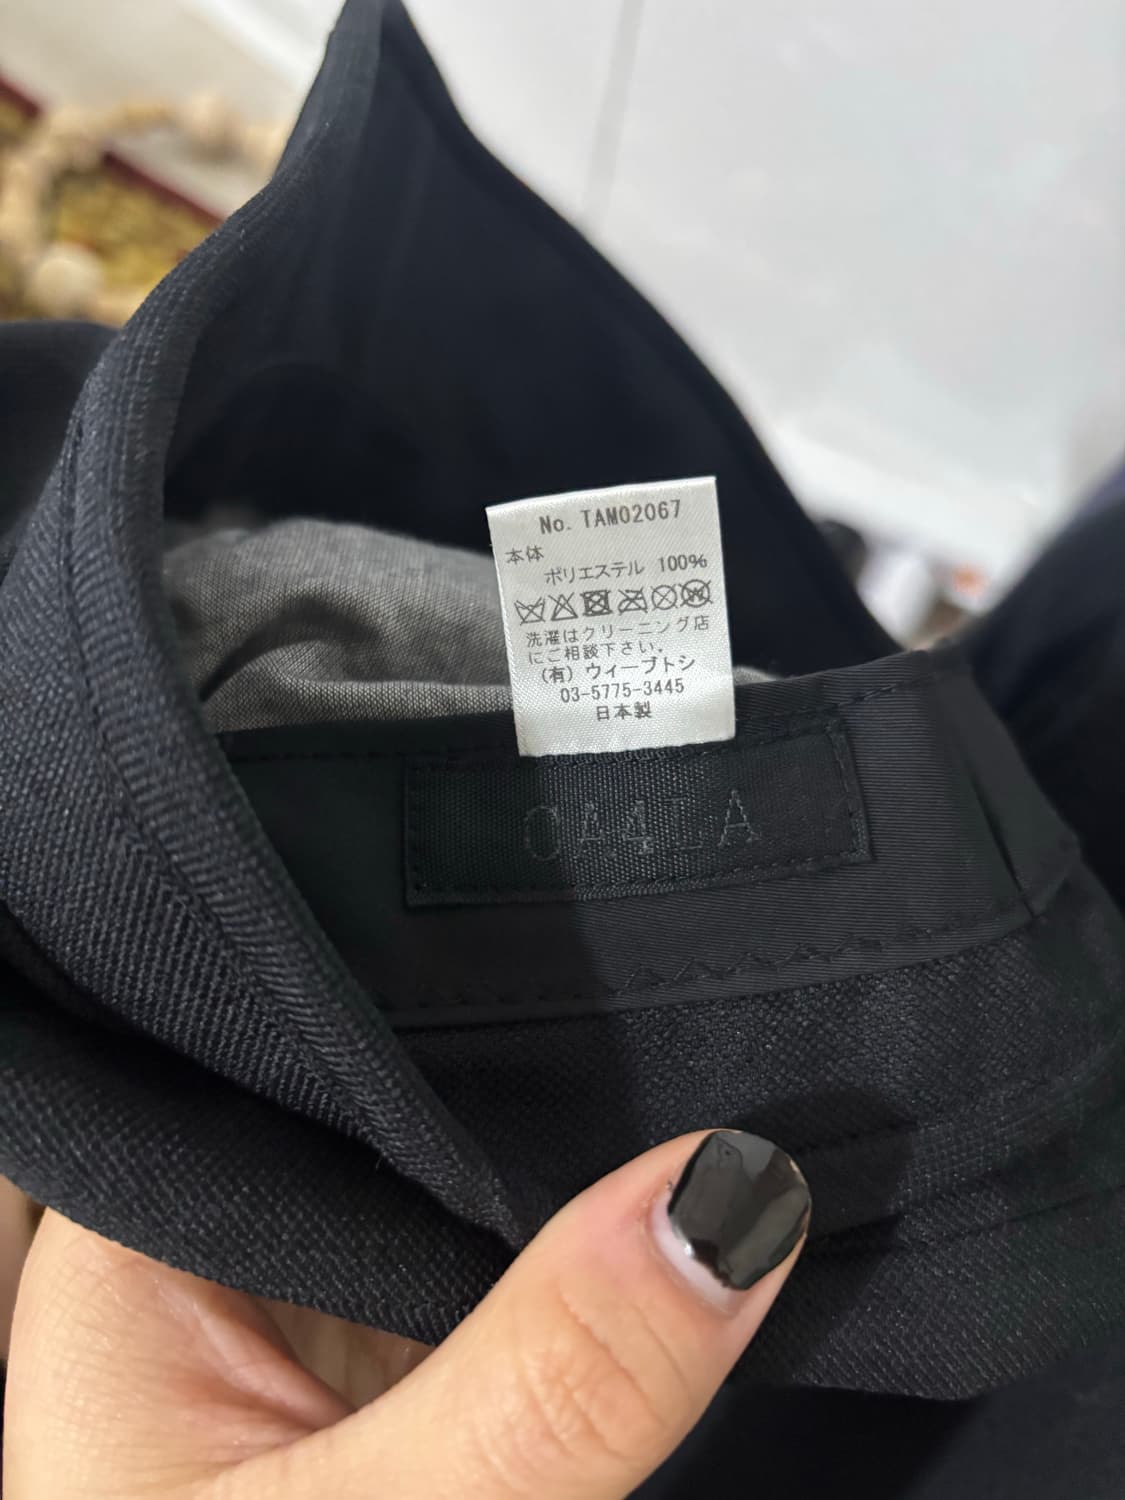 No. TAM02067
本体
ポリエステル 100%
洗濯はクリーニング店
にご相談下さい。
(有) ウィーブトシ
03-5775-3445
日本製
CA4LA